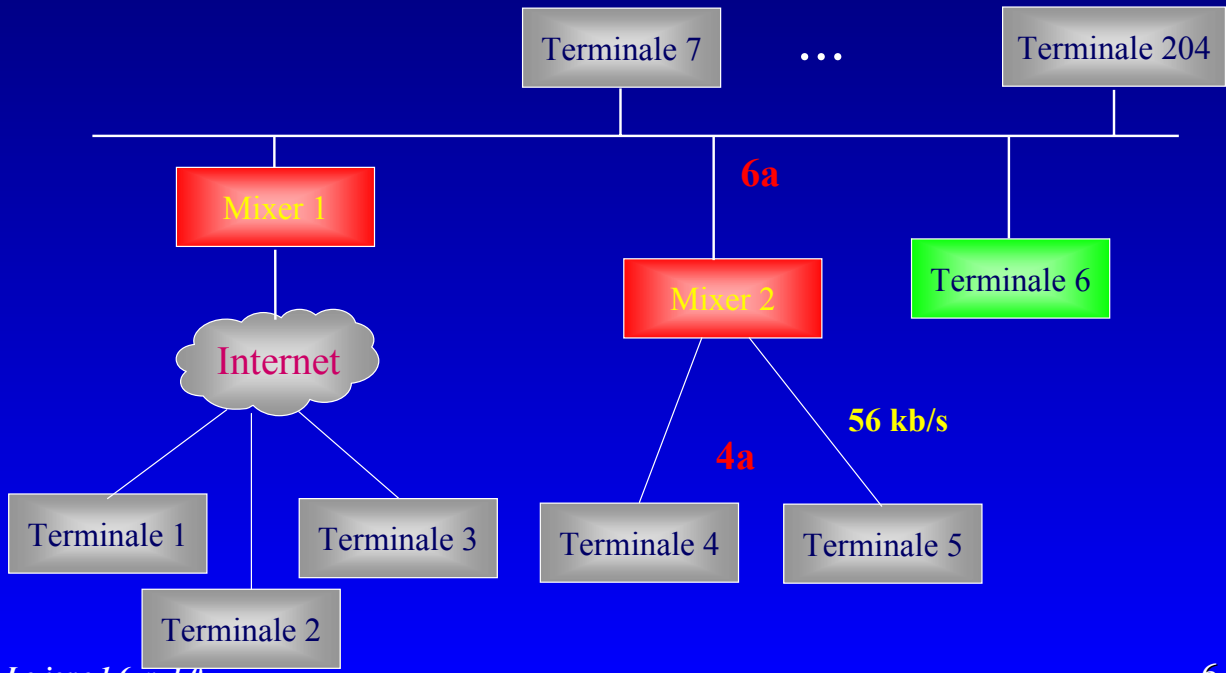 Terminale 7
...
Terminale 204
6a
Mixer 1
Mixer 2
Terminale 6
Internet
56 kb/s
4a
Terminale 1
Terminale 3
Terminale 4
Terminale 5
Terminale 2
6